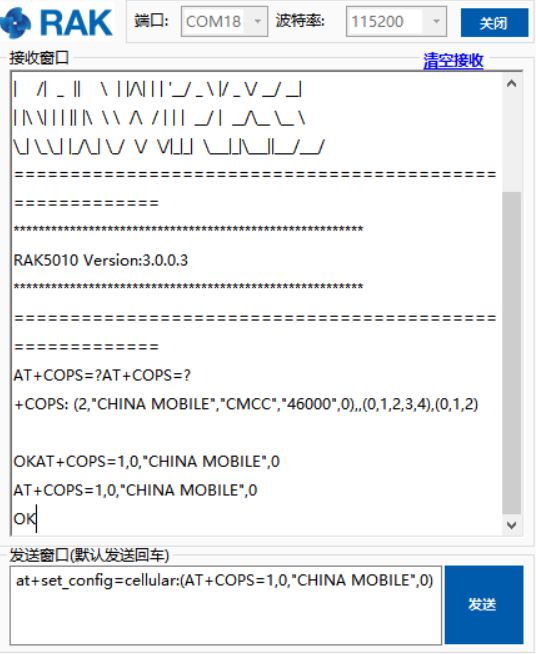 RAK 端口: COM18 波特率: 115200 关闭
接收窗口 清空接收
=============================================
=============
********************************************************
RAK5010 Version:3.0.0.3
********************************************************
=============================================
=============
AT+COPS=?AT+COPS=?
+COPS: (2,"CHINA MOBILE","CMCC","46000",0),,(0,1,2,3,4),(0,1,2)
OKAT+COPS=1,0,"CHINA MOBILE",0
AT+COPS=1,0,"CHINA MOBILE",0
OK
发送窗口(默认发送回车)
at+set_config=cellular:(AT+COPS=1,0,"CHINA MOBILE",0)
发送